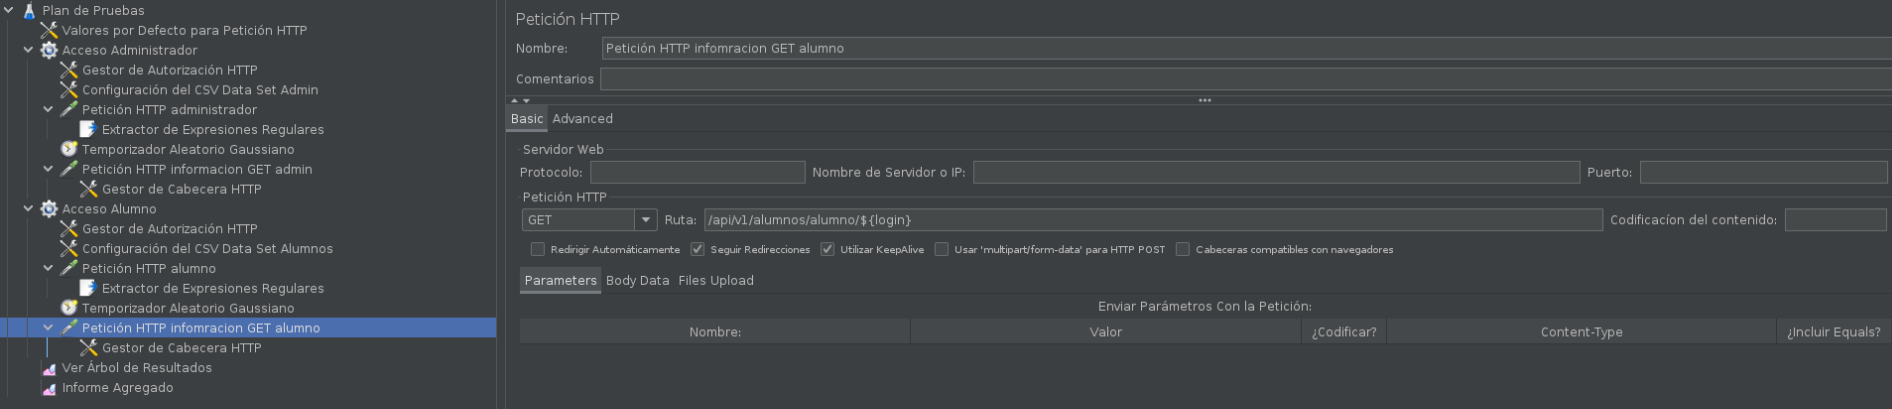 Plan de Pruebas
Valores por Defecto para Petición HTTP
Acceso Administrador
Gestor de Autorización HTTP
Configuración del CSV Data Set Admin
Petición HTTP administrador
Extractor de Expresiones Regulares
Temporizador Aleatorio Gaussiano
Petición HTTP informacion GET admin
Gestor de Cabecera HTTP
Acceso Alumno
Gestor de Autorización HTTP
Configuración del CSV Data Set Alumnos
Petición HTTP alumno
Extractor de Expresiones Regulares
Temporizador Aleatorio Gaussiano
Petición HTTP infomracion GET alumno
Gestor de Cabecera HTTP
Ver Árbol de Resultados
Informe Agregado
Petición HTTP
Nombre: Petición HTTP infomracion GET alumno
Comentarios
Basic Advanced
Servidor Web
Protocolo: Nombre de Servidor o IP: Puerto:
Petición HTTP
GET Ruta: /api/v1/alumnos/alumno/${login} Codificacíon del contenido:
Redirigir Automáticamente Seguir Redirecciones Utilizar KeepAlive Usar 'multipart/form-data' para HTTP POST Cabeceras compatibles con navegadores
Parameters Body Data Files Upload
Enviar Parámetros Con la Petición:
Nombre: Valor ¿Codificar? Content-Type ¿Incluir Equals?